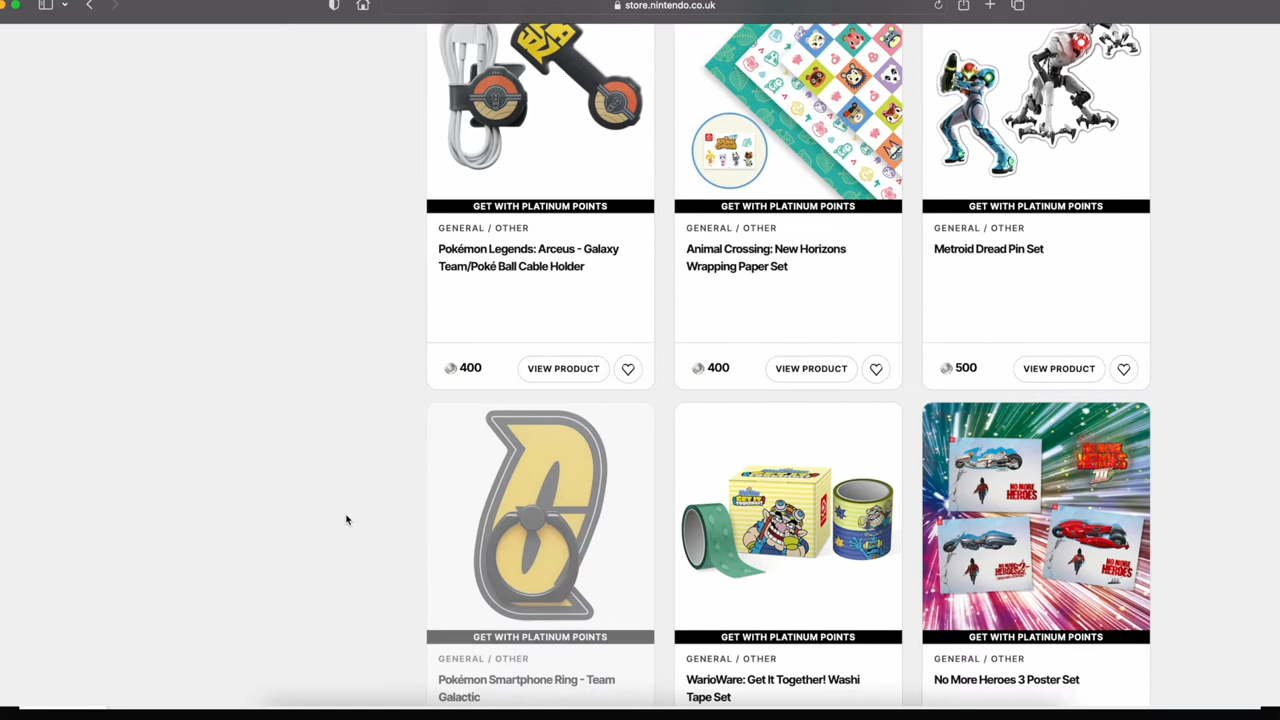 store.nintendo.co.uk
GET WITH PLATINUM POINTS
GENERAL / OTHER
Pokémon Legends: Arceus - Galaxy
Team/Poké Ball Cable Holder
400
VIEW PRODUCT
GET WITH PLATINUM POINTS
GENERAL / OTHER
Animal Crossing: New Horizons
Wrapping Paper Set
400
VIEW PRODUCT
GET WITH PLATINUM POINTS
GENERAL / OTHER
Metroid Dread Pin Set
500
VIEW PRODUCT
GET WITH PLATINUM POINTS
GENERAL / OTHER
Pokémon Smartphone Ring - Team
Galactic
GET WITH PLATINUM POINTS
GENERAL / OTHER
WarioWare: Get It Together! Washi
Tape Set
NO MORE
HEROES
GET WITH PLATINUM POINTS
GENERAL / OTHER
No More Heroes 3 Poster Set